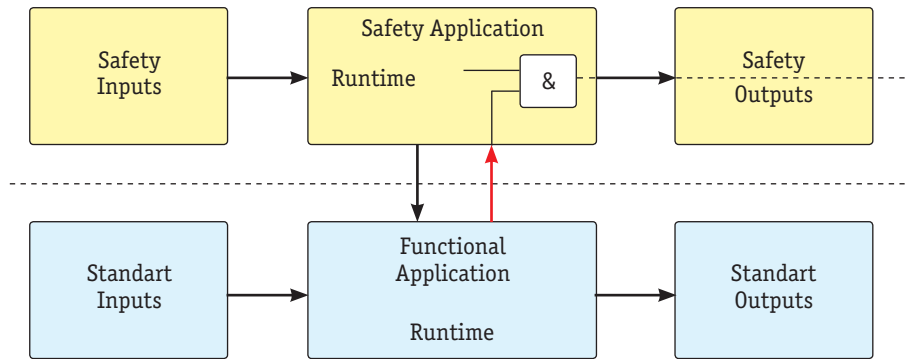 Safety
Inputs
Safety Application
Runtime
&
Safety
Outputs
Standart
Inputs
Functional
Application
Runtime
Standart
Outputs